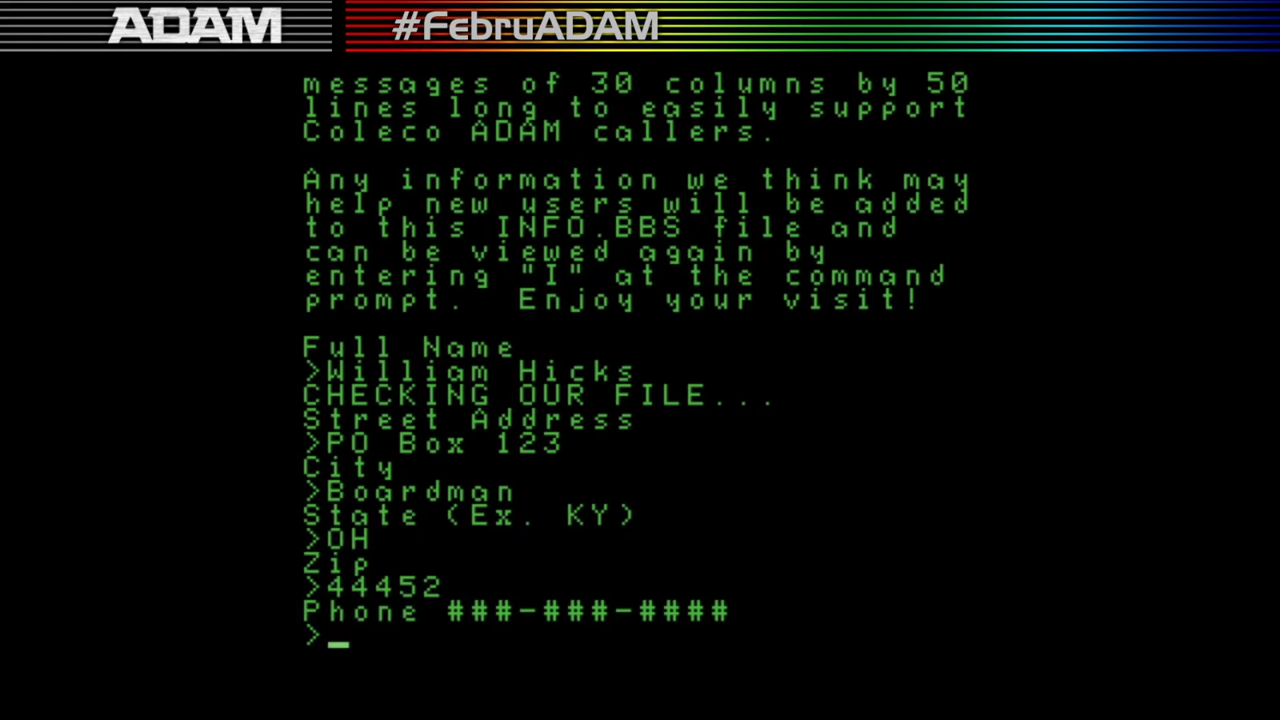 ADAM
#FebruADAM
messages of 30 columns by 50
lines long to easily support
Coleco ADAM callers.
Any information we think may
help new users will be added
to this INFO.BBS file and
can be viewed again by
entering "I" at the command
prompt.  Enjoy your visit!
Full Name
>William Hicks
CHECKING OUR FILE...
Street Address
>PO Box 123
City
>Boardman
State (Ex. KY)
>OH
Zip
>44452
Phone ###-###-####
>_